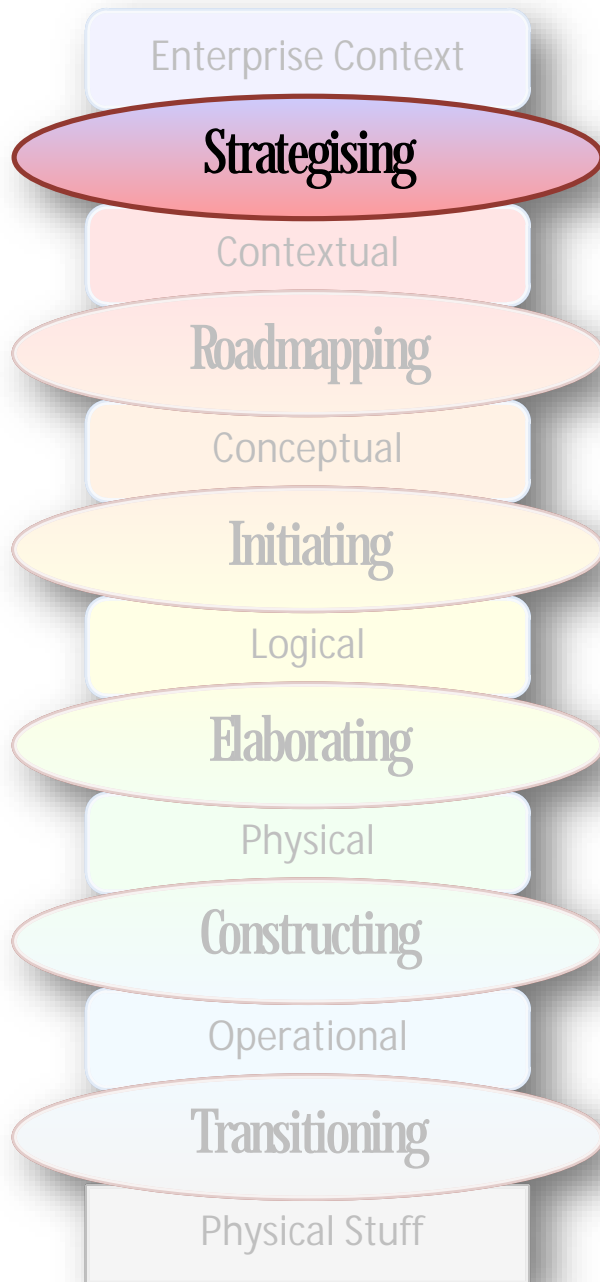 Enterprise Context
Strategising
Contextual
Roadmapping
Conceptual
Initiating
Logical
Elaborating
Physical
Constructing
Operational
Transitioning
Physical Stuff